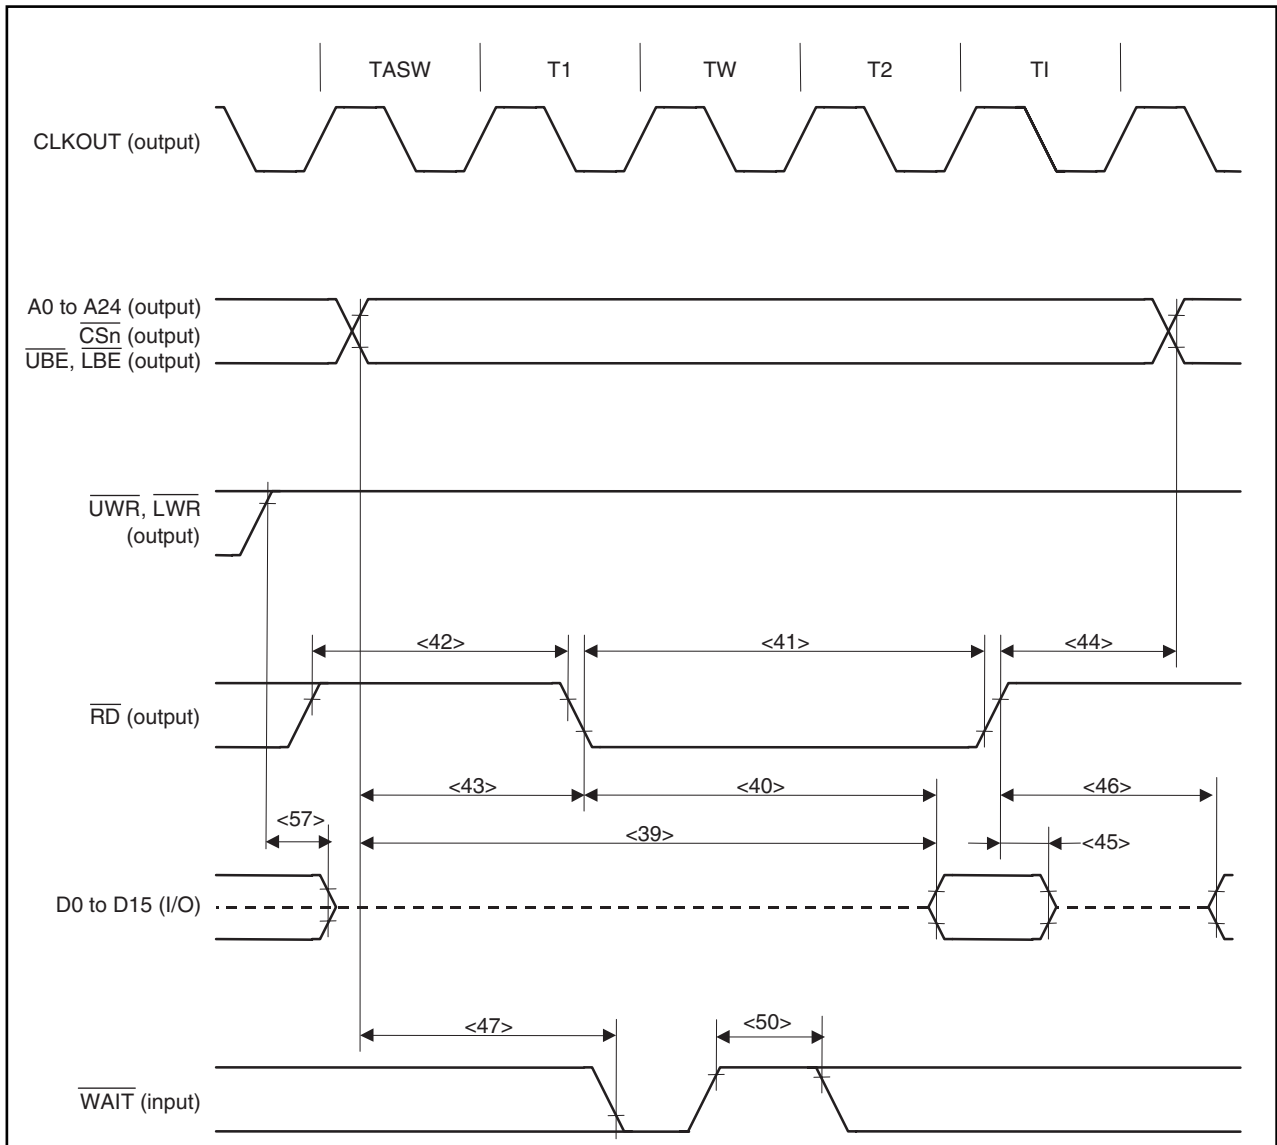 TASW T1 TW T2 TI
CLKOUT (output)
A0 to A24 (output)
CSn (output)
UBE, LBE (output)
UWR, LWR
(output)
<42> <41> <44>
RD (output)
<43> <40> <46>
<57> <39> <45>
D0 to D15 (I/O)
<47> <50>
WAIT (input)